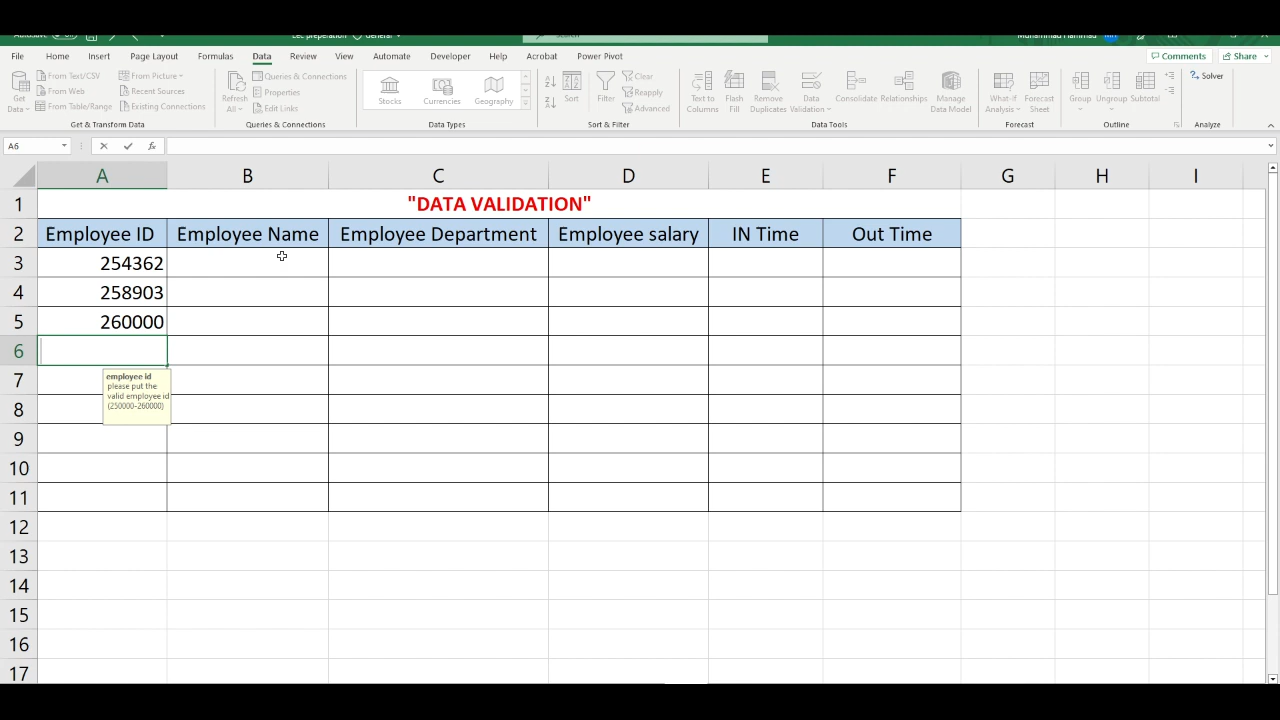 File Home Insert Page Layout Formulas Data Review View Automate Developer Help Acrobat Power Pivot Comments Share
Get Data From Text/CSV From Picture Refresh All Queries & Connections Stocks Currencies Geography Sort Filter Clear Text to Columns Flash Fill Remove Duplicates Data Validation Consolidate Relationships Manage Data Model What-if Analysis Forecast Sheet Group Ungroup Subtotal Solver
From Web Recent Sources Properties Reapply
From Table/Range Existing Connections Edit Links Advanced
Get & Transform Data Queries & Connections Data Types Sort & Filter Data Tools Forecast Outline Analyze
A6 fx
A B C D E F G H I
1 "DATA VALIDATION"
2 Employee ID Employee Name Employee Department Employee salary IN Time Out Time
3 254362
4 258903
5 260000
6
7 employee id
please put the
valid employee id
8 (250000-260000)
9
10
11
12
13
14
15
16
17